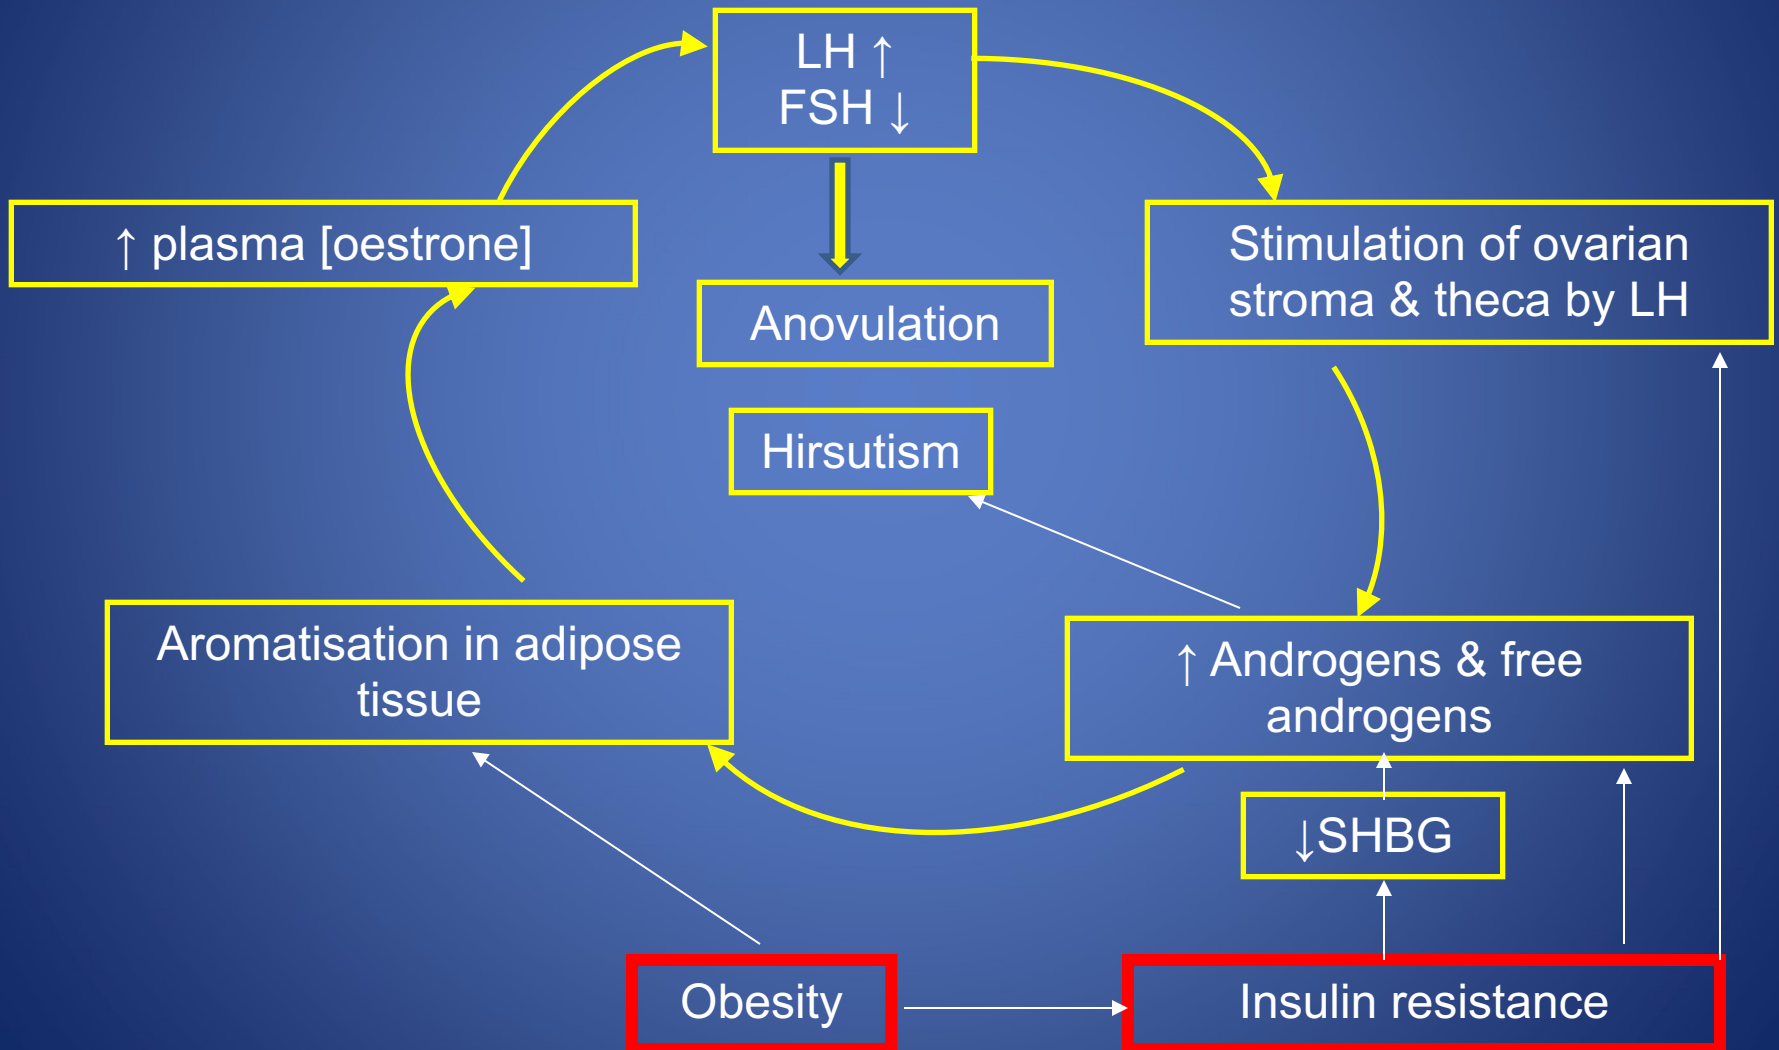 LH ↑
FSH ↓
↑ plasma [oestrone]
Stimulation of ovarian
stroma & theca by LH
Anovulation
Hirsutism
Aromatisation in adipose
tissue
↑ Androgens & free
androgens
↓SHBG
Obesity
Insulin resistance